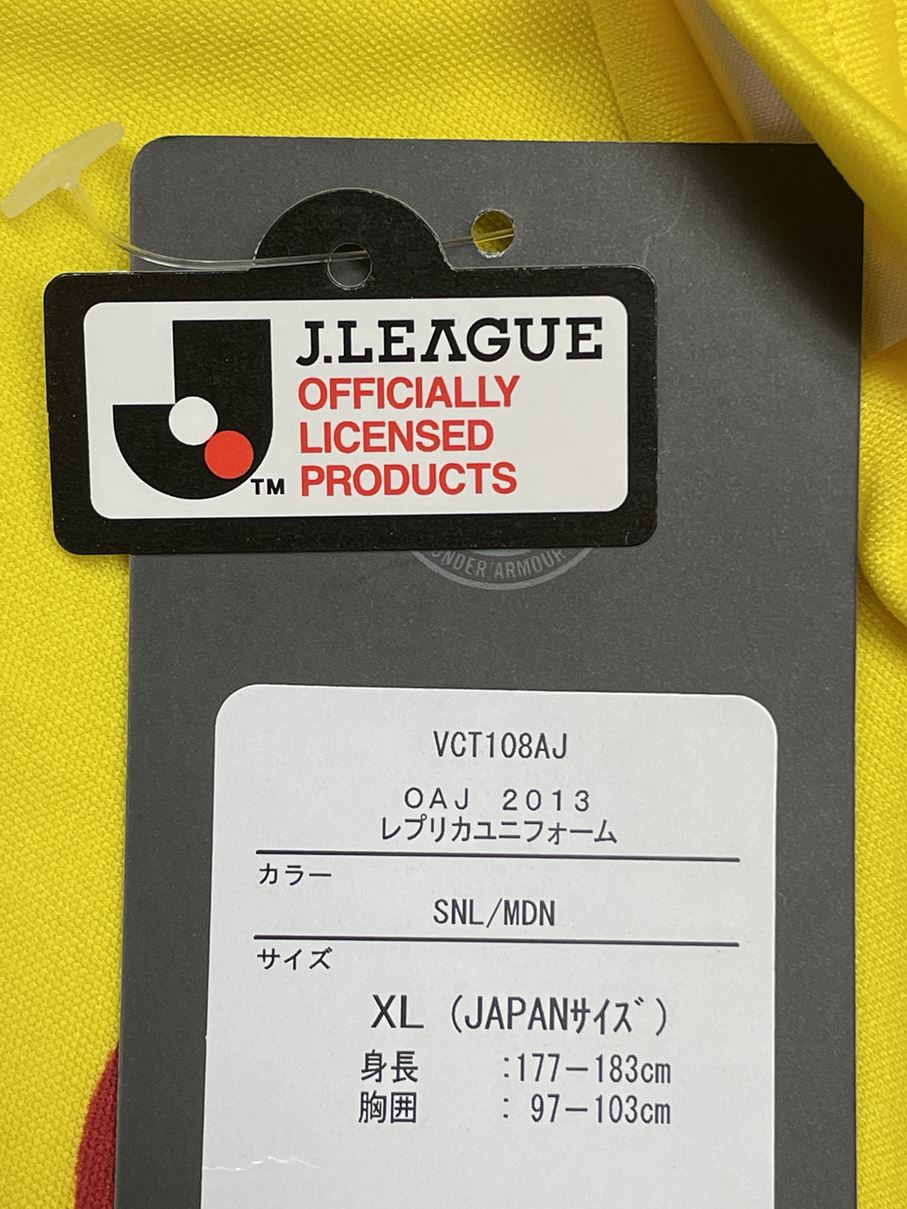 J.LEAGUE
OFFICIALLY
LICENSED
TM PRODUCTS
UNDER ARMOUR
VCT108AJ
OAJ 2013
レプリカユニフォーム
カラー
SNL/MDN
サイズ
XL (JAPANｻｲｽﾞ)
身長 :177−183cm
胸囲 : 97−103cm